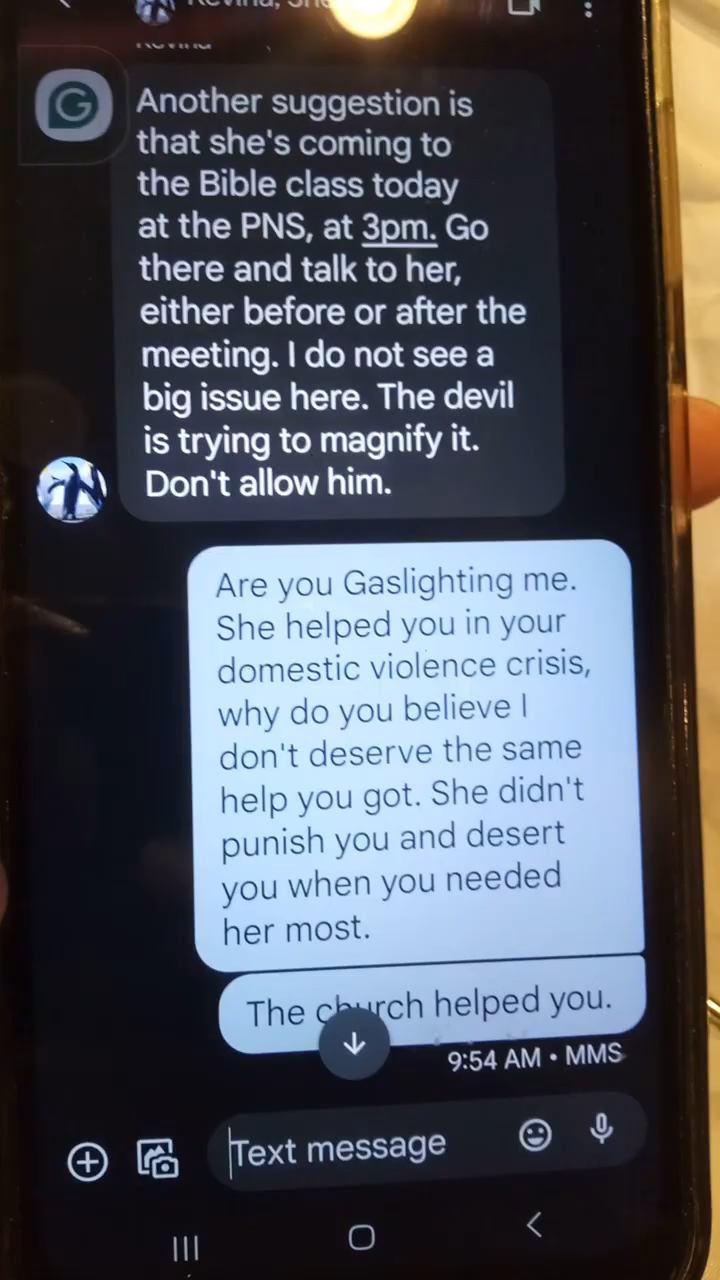 Another suggestion is
that she's coming to
the Bible class today
at the PNS, at 3pm. Go
there and talk to her,
either before or after the
meeting. I do not see a
big issue here. The devil
is trying to magnify it.
Don't allow him.
Are you Gaslighting me.
She helped you in your
domestic violence crisis,
why do you believe I
don't deserve the same
help you got. She didn't
punish you and desert
you when you needed
her most.
The church helped you.
9:54 AM • MMS
Text message